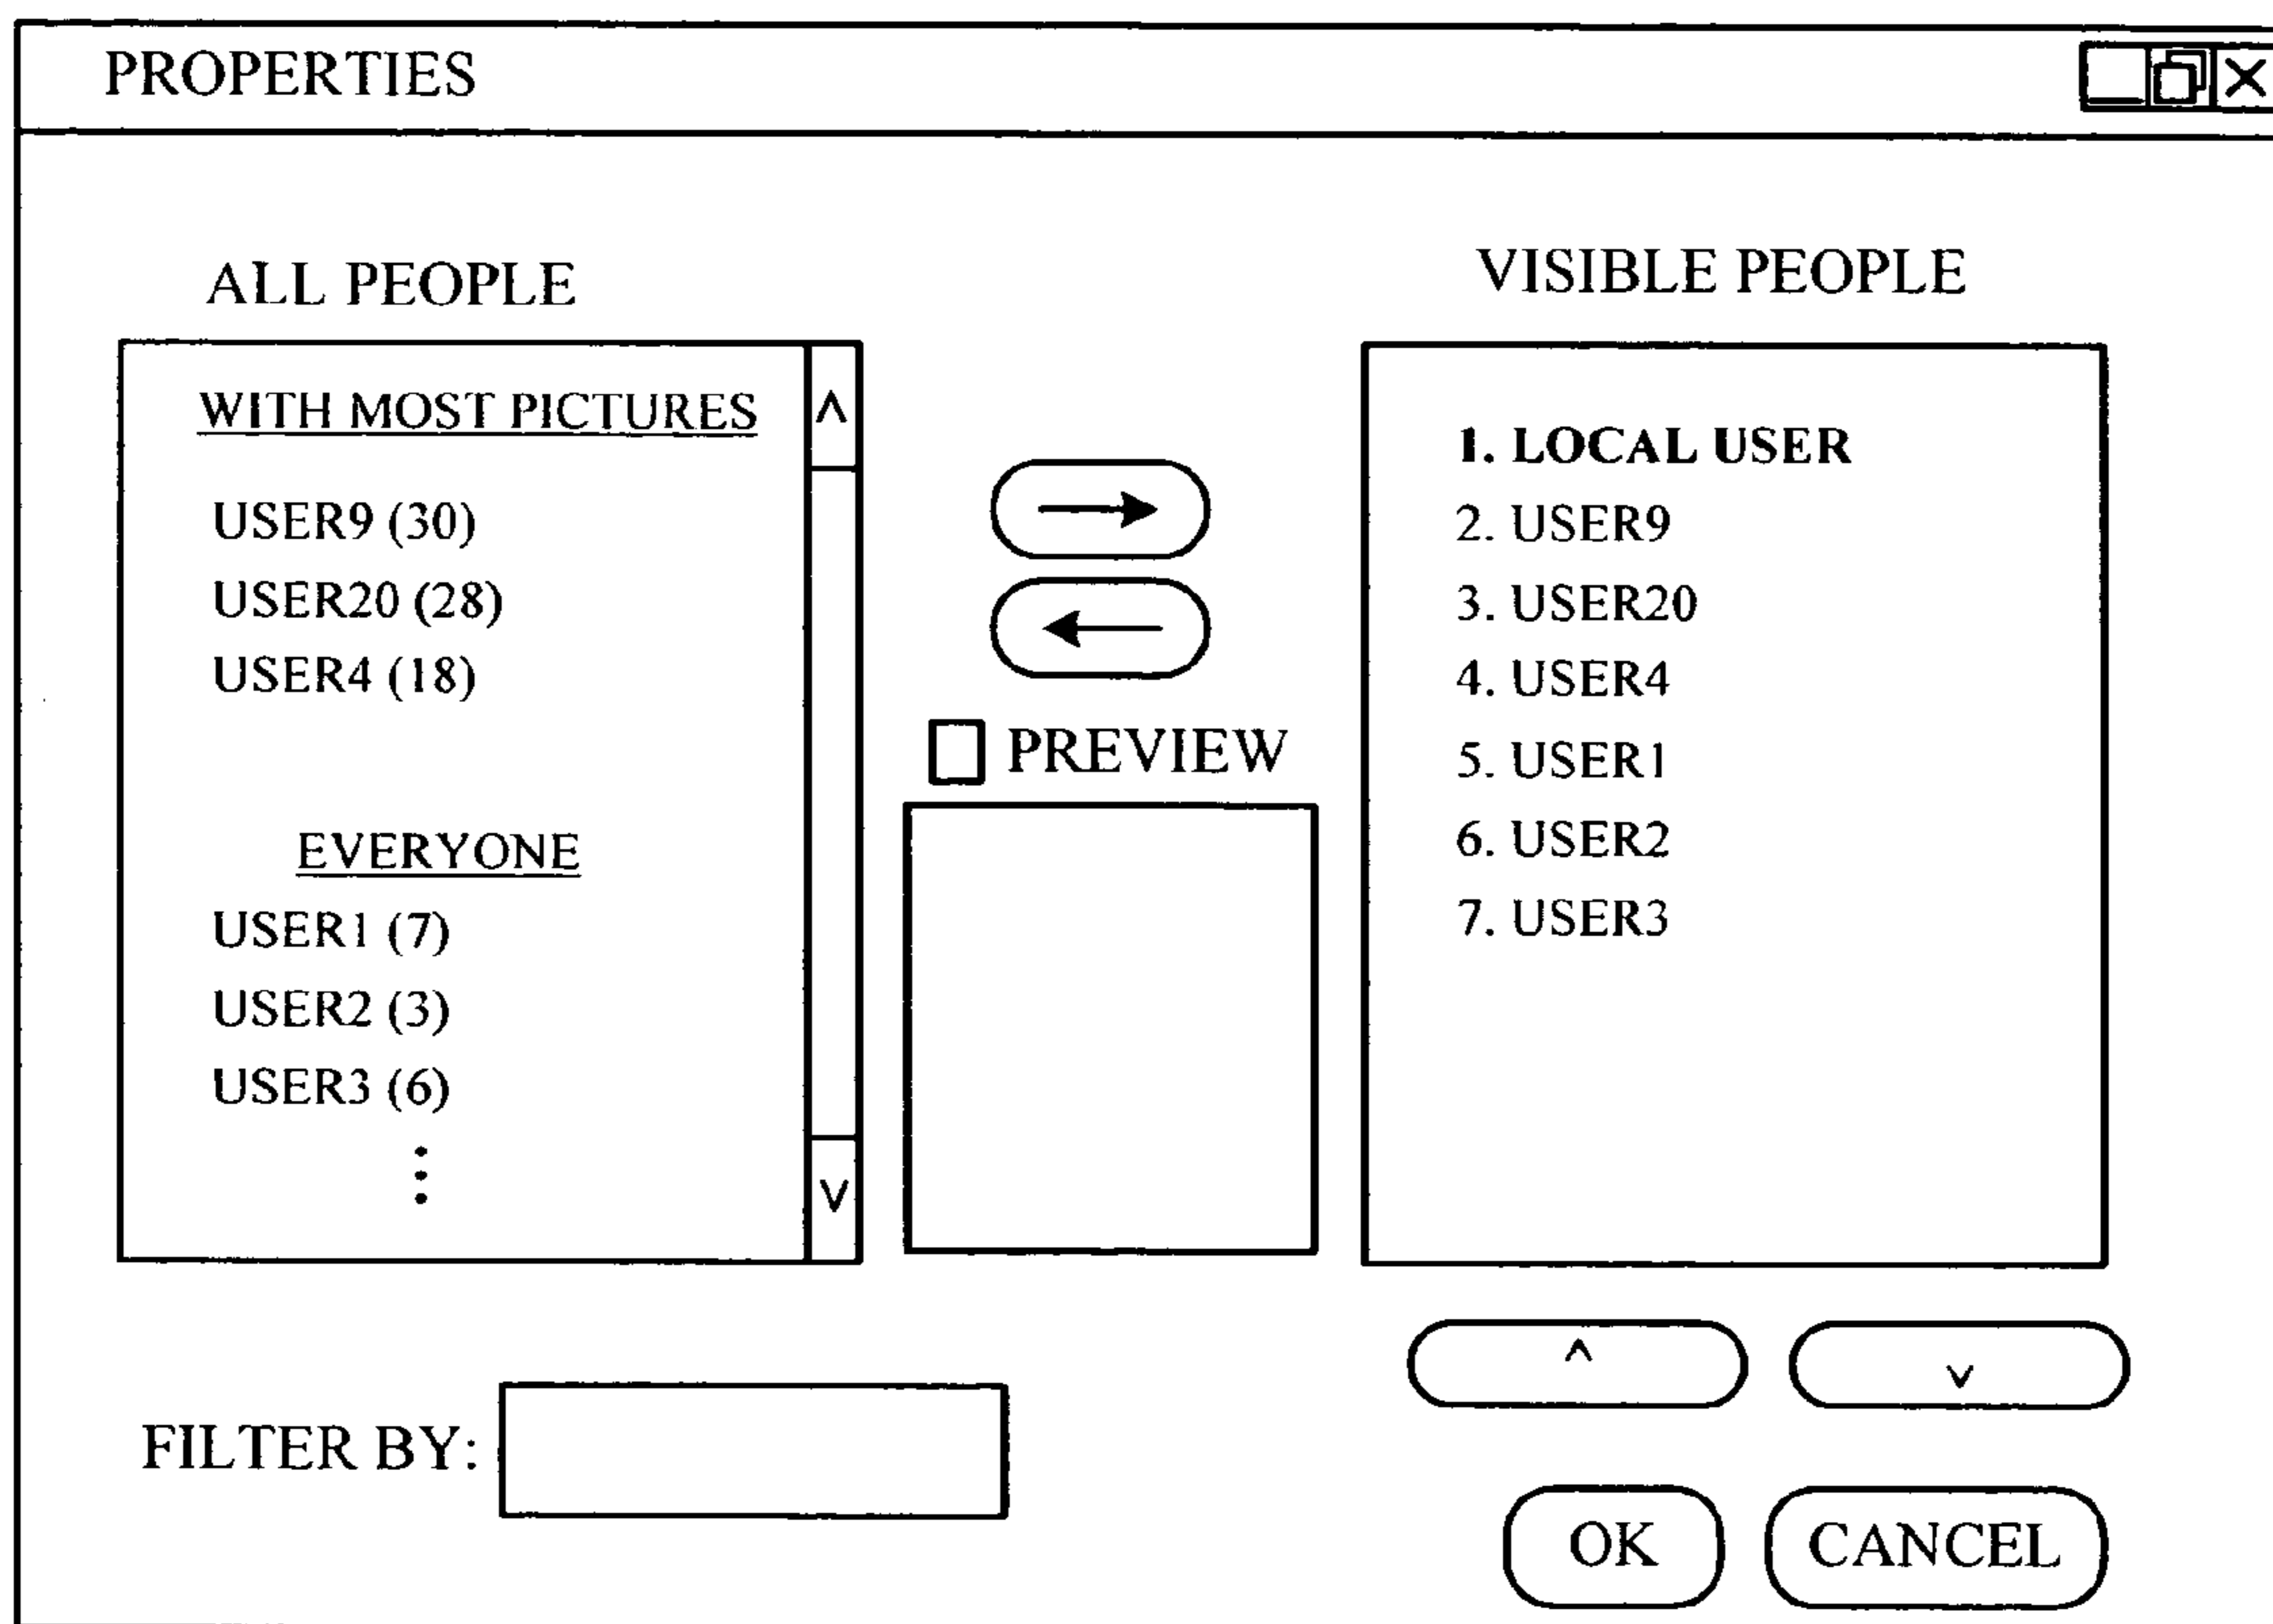 PROPERTIES
ALL PEOPLE
WITH MOST PICTURES
USER9 (30)
USER20 (28)
USER4 (18)
EVERYONE
USER1 (7)
USER2 (3)
USER3 (6)
PREVIEW
VISIBLE PEOPLE
1. LOCAL USER
2. USER9
3. USER20
4. USER4
5. USER1
6. USER2
7. USER3
FILTER BY:
OK
CANCEL